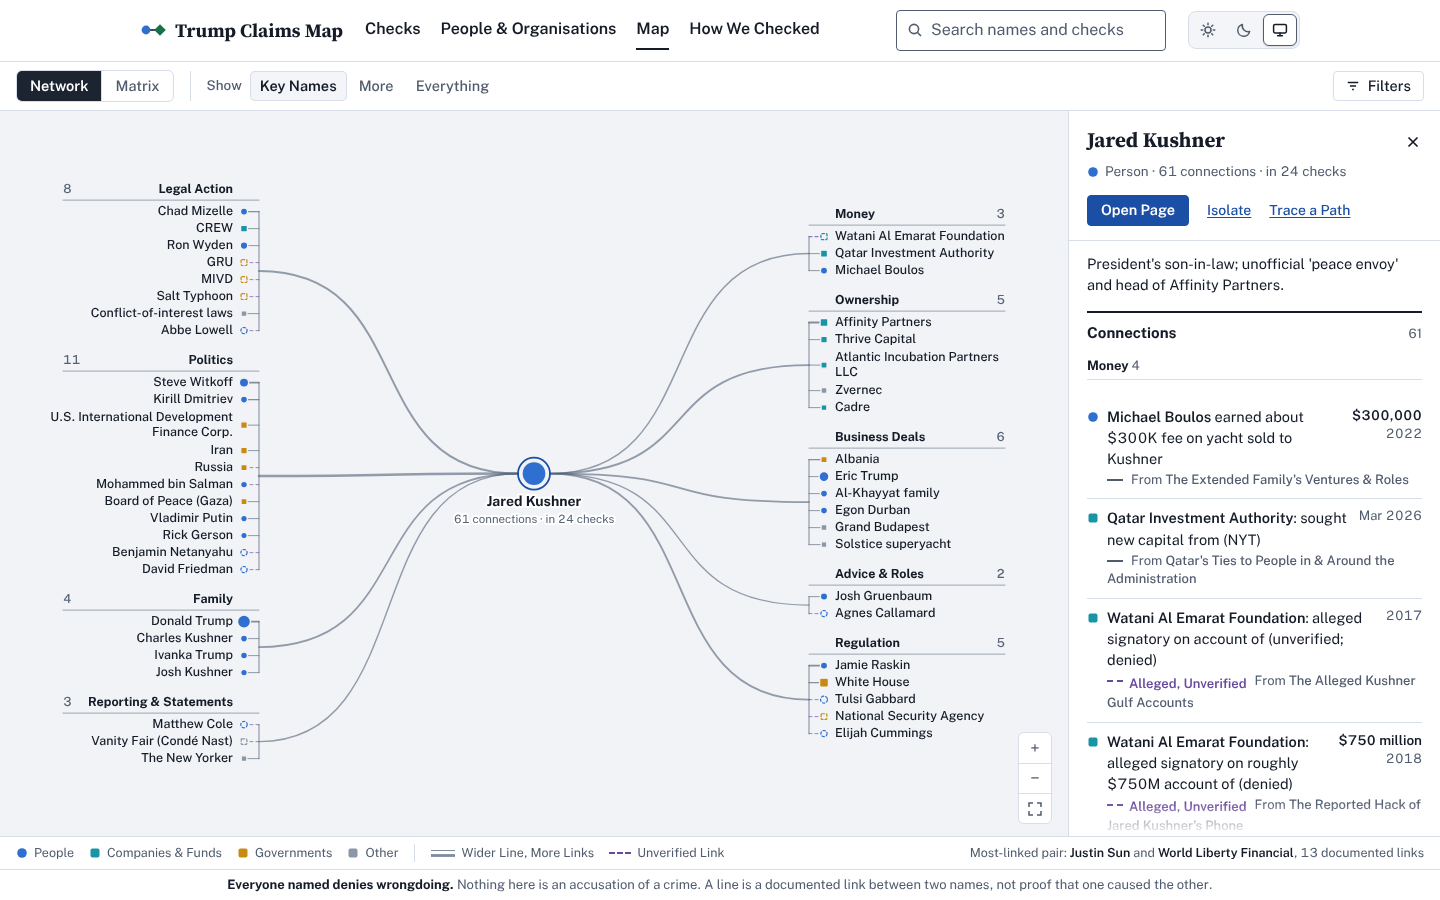 Trump Claims Map
Checks
People & Organisations
Map
How We Checked
Search names and checks
Network
Matrix
Show
Key Names
More
Everything
Filters
8 Legal Action
Chad Mizelle
CREW
Ron Wyden
GRU
MIVD
Salt Typhoon
Conflict-of-interest laws
Abbe Lowell
11 Politics
Steve Witkoff
Kirill Dmitriev
U.S. International Development
Finance Corp.
Iran
Russia
Mohammed bin Salman
Board of Peace (Gaza)
Vladimir Putin
Rick Gerson
Benjamin Netanyahu
David Friedman
4 Family
Donald Trump
Charles Kushner
Ivanka Trump
Josh Kushner
3 Reporting & Statements
Matthew Cole
Vanity Fair (Condé Nast)
The New Yorker
Jared Kushner
61 connections · in 24 checks
Money 3
Watani Al Emarat Foundation
Qatar Investment Authority
Michael Boulos
Ownership 5
Affinity Partners
Thrive Capital
Atlantic Incubation Partners
LLC
Zvernec
Cadre
Business Deals 6
Albania
Eric Trump
Al-Khayyat family
Egon Durban
Grand Budapest
Solstice superyacht
Advice & Roles 2
Josh Gruenbaum
Agnes Callamard
Regulation 5
Jamie Raskin
White House
Tulsi Gabbard
National Security Agency
Elijah Cummings
+
−
Jared Kushner
Person · 61 connections · in 24 checks
Open Page
Isolate
Trace a Path
President's son-in-law; unofficial 'peace envoy'
and head of Affinity Partners.
Connections 61
Money 4
Michael Boulos earned about $300,000
$300K fee on yacht sold to 2022
Kushner
From The Extended Family's Ventures & Roles
Qatar Investment Authority: sought Mar 2026
new capital from (NYT)
From Qatar's Ties to People in & Around the
Administration
Watani Al Emarat Foundation: alleged 2017
signatory on account of (unverified;
denied)
Alleged, Unverified From The Alleged Kushner
Gulf Accounts
Watani Al Emarat Foundation: $750 million
alleged signatory on roughly 2018
$750M account of (denied)
Alleged, Unverified From The Reported Hack of
Jared Kushner's Phone
People
Companies & Funds
Governments
Other
Wider Line, More Links
Unverified Link
Most-linked pair: Justin Sun and World Liberty Financial, 13 documented links
Everyone named denies wrongdoing. Nothing here is an accusation of a crime. A line is a documented link between two names, not proof that one caused the other.